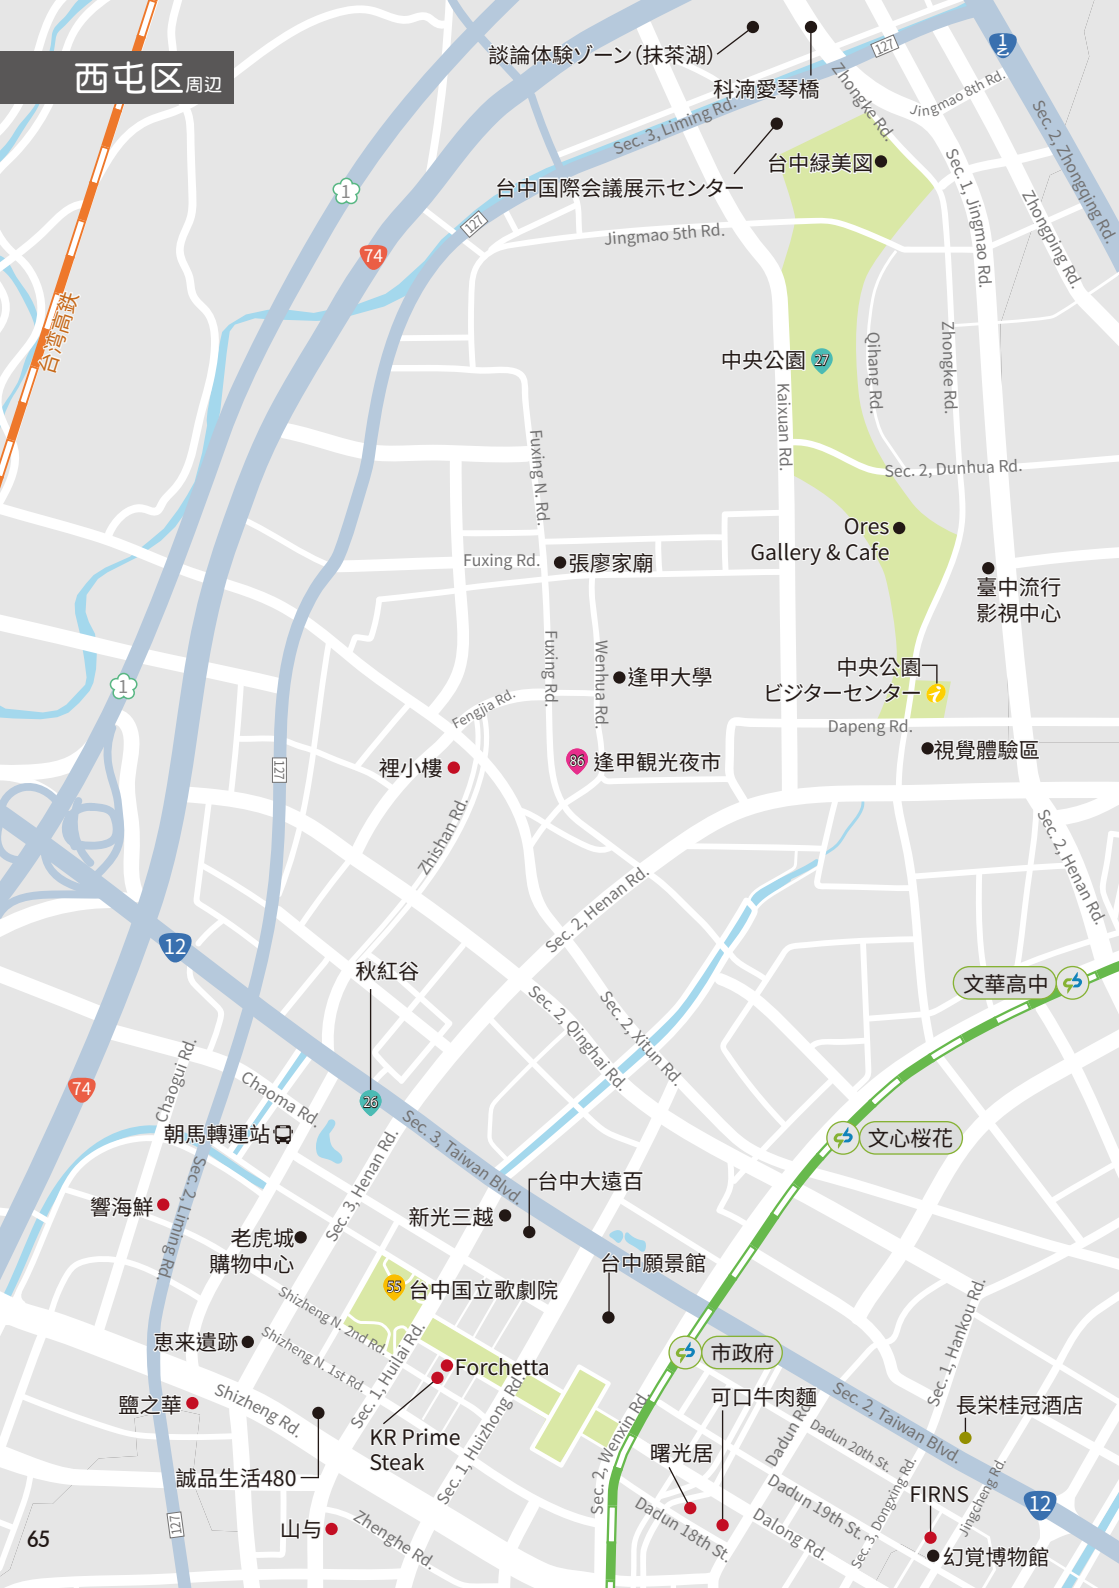 西屯区周辺
談論体験ゾーン（抹茶湖）
科湳愛琴橋
127
1乙
Zhongke Rd.
Jingmao 8th Rd.
Sec. 3, Liming Rd.
Sec. 2, Zhongqing Rd.
台中緑美図
台中国際会議展示センター
Sec. 1, Jingmao Rd.
Zhongping Rd.
1
127
74
Jingmao 5th Rd.
台湾高鉄
中央公園
27
Qihang Rd.
Zhongke Rd.
Kaixuan Rd.
Fuxing N. Rd.
Sec. 2, Dunhua Rd.
Ores
Gallery & Cafe
Fuxing Rd.
張廖家廟
臺中流行
影視中心
Fuxing Rd.
Wenhua Rd.
逢甲大學
中央公園
ビジターセンター
1
Fengjia Rd.
Dapeng Rd.
視覺體驗區
裡小樓
86
逢甲観光夜市
127
Zhishan Rd.
Sec. 2, Henan Rd.
Sec. 2, Henan Rd.
12
秋紅谷
文華高中
Sec. 2, Qinghai Rd.
Sec. 2, Xitun Rd.
74
Chaogui Rd.
Chaoma Rd.
26
Sec. 3, Taiwan Blvd.
朝馬轉運站
文心桜花
Sec. 3, Henan Rd.
台中大遠百
Sec. 2, Liming Rd.
響海鮮
新光三越
老虎城
購物中心
台中願景館
55
台中国立歌劇院
Shizheng N. 2nd Rd.
Shizheng N. 1st Rd.
恵来遺跡
Sec. 1, Huilai Rd.
Forchetta
市政府
Sec. 1, Hankou Rd.
鹽之華
Shizheng Rd.
KR Prime
Steak
Sec. 1, Huizhong Rd.
Sec. 2, Wenxin Rd.
可口牛肉麵
Sec. 2, Taiwan Blvd.
長栄桂冠酒店
Dadun Rd.
Dadun 20th St.
曙光居
誠品生活480
Dadun 19th St.
Dadun 18th St.
Dalong Rd.
Sec. 3, Dongxing Rd.
Jingcheng Rd.
FIRNS
12
127
山与
Zhenghe Rd.
幻覚博物館
65